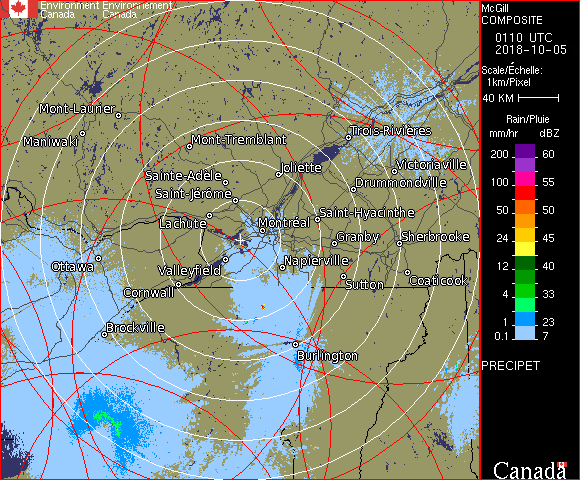 Environment Environnement
Canada Canada
McGill
COMPOSITE
0110 UTC
2018-10-05
Scale/Échelle:
1km/Pixel
40 KM
Rain/Pluie
mm/hr dBZ
200 60
100 55
50 50
24 45
12 40
4 33
1 23
0.1 7
PRECIPET
Canada
Mont-Laurier
Maniwaki
Mont-Tremblant
Trois-Rivières
Joliette
Victoriaville
Sainte-Adèle
Drummondville
Saint-Jérôme
Saint-Hyacinthe
Lachute
Montréal
Granby
Sherbrooke
Ottawa
Valleyfield
Napierville
Coaticook
Sutton
Cornwall
Brockville
Burlington